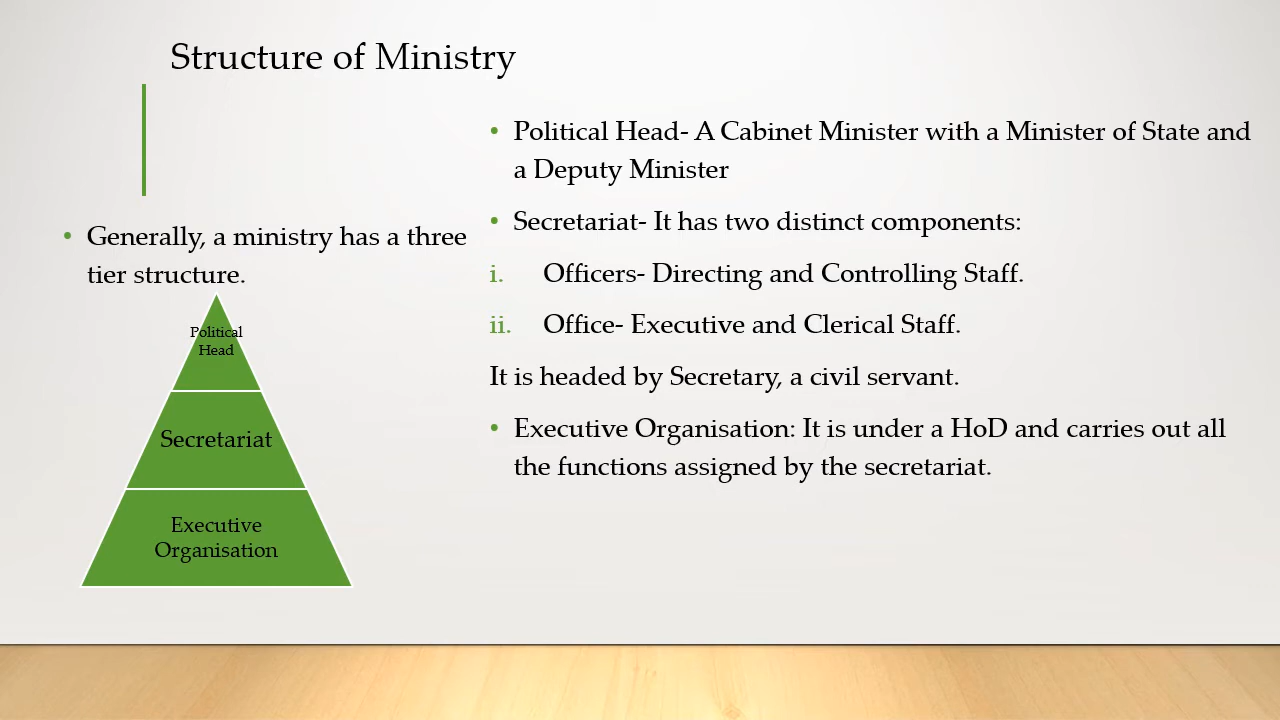 Structure of Ministry
• Generally, a ministry has a three
tier structure.
Political
Head
Secretariat
Executive
Organisation
• Political Head- A Cabinet Minister with a Minister of State and
a Deputy Minister
• Secretariat- It has two distinct components:
i. Officers- Directing and Controlling Staff.
ii. Office- Executive and Clerical Staff.
It is headed by Secretary, a civil servant.
• Executive Organisation: It is under a HoD and carries out all
the functions assigned by the secretariat.